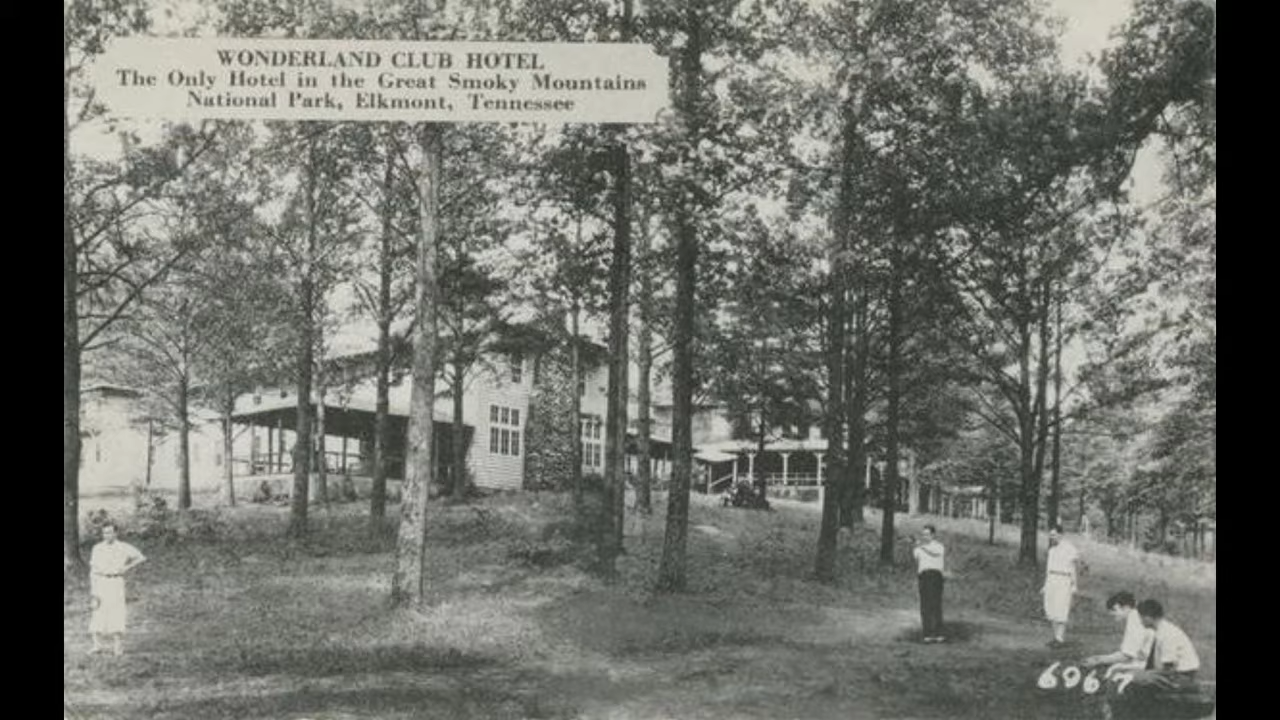 WONDERLAND CLUB HOTEL
The Only Hotel in the Great Smoky Mountains
National Park, Elkmont, Tennessee
6967